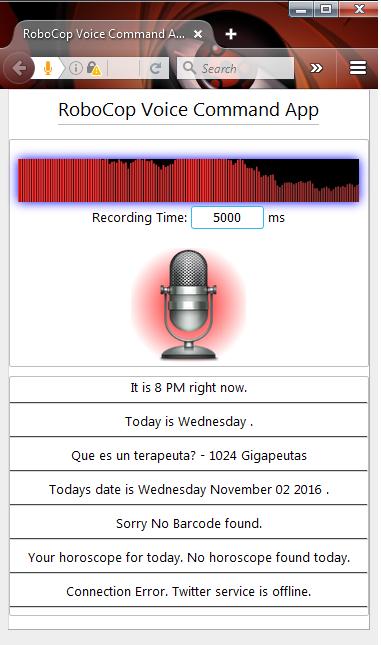 RoboCop Voice Command A...
Search
RoboCop Voice Command App
Recording Time: 5000 ms
It is 8 PM right now.
Today is Wednesday .
Que es un terapeuta? - 1024 Gigapeutas
Todays date is Wednesday November 02 2016 .
Sorry No Barcode found.
Your horoscope for today. No horoscope found today.
Connection Error. Twitter service is offline.